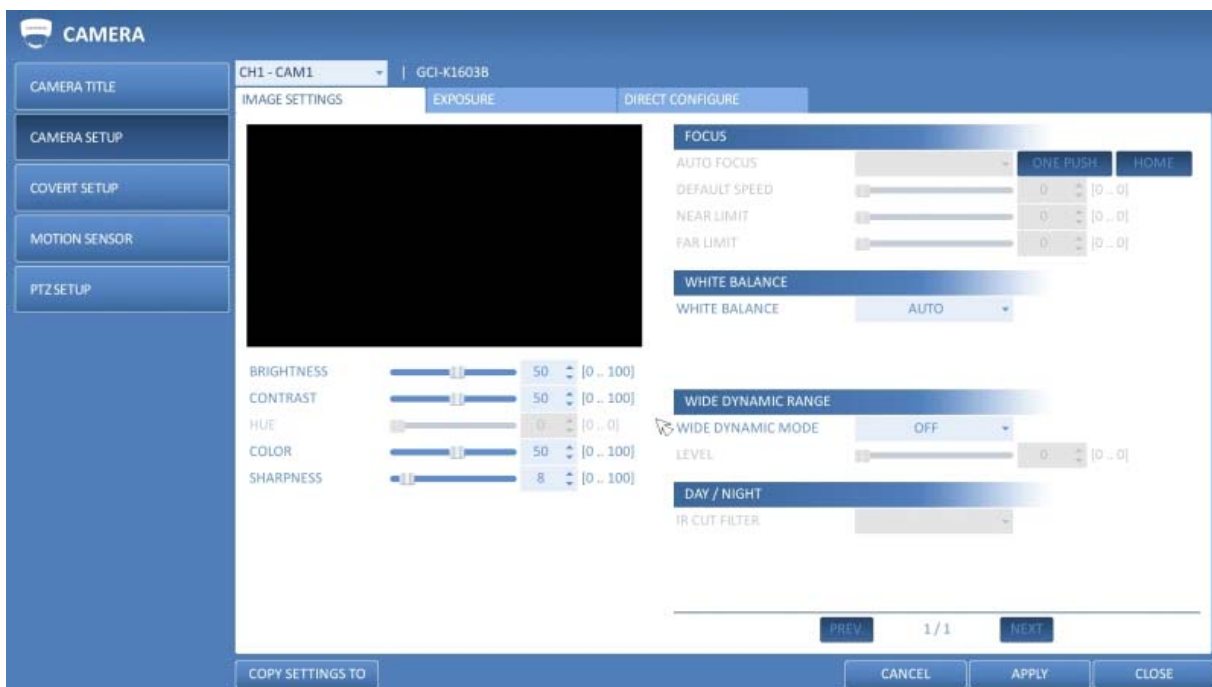 CAMERA
CAMERA TITLE
CAMERA SETUP
COVERT SETUP
MOTION SENSOR
PTZ SETUP
CH1 - CAM1 | GCI-K1603B
IMAGE SETTINGS EXPOSURE DIRECT CONFIGURE
BRIGHTNESS 50 [0 .. 100]
CONTRAST 50 [0 .. 100]
HUE 0 [0 .. 0]
COLOR 50 [0 .. 100]
SHARPNESS 8 [0 .. 100]
FOCUS
AUTO FOCUS ONE PUSH HOME
DEFAULT SPEED 0 [0 .. 0]
NEAR LIMIT 0 [0 .. 0]
FAR LIMIT 0 [0 .. 0]
WHITE BALANCE
WHITE BALANCE AUTO
WIDE DYNAMIC RANGE
WIDE DYNAMIC MODE OFF
LEVEL 0 [0 .. 0]
DAY / NIGHT
IR CUT FILTER
PREV. 1 / 1 NEXT
COPY SETTINGS TO CANCEL APPLY CLOSE